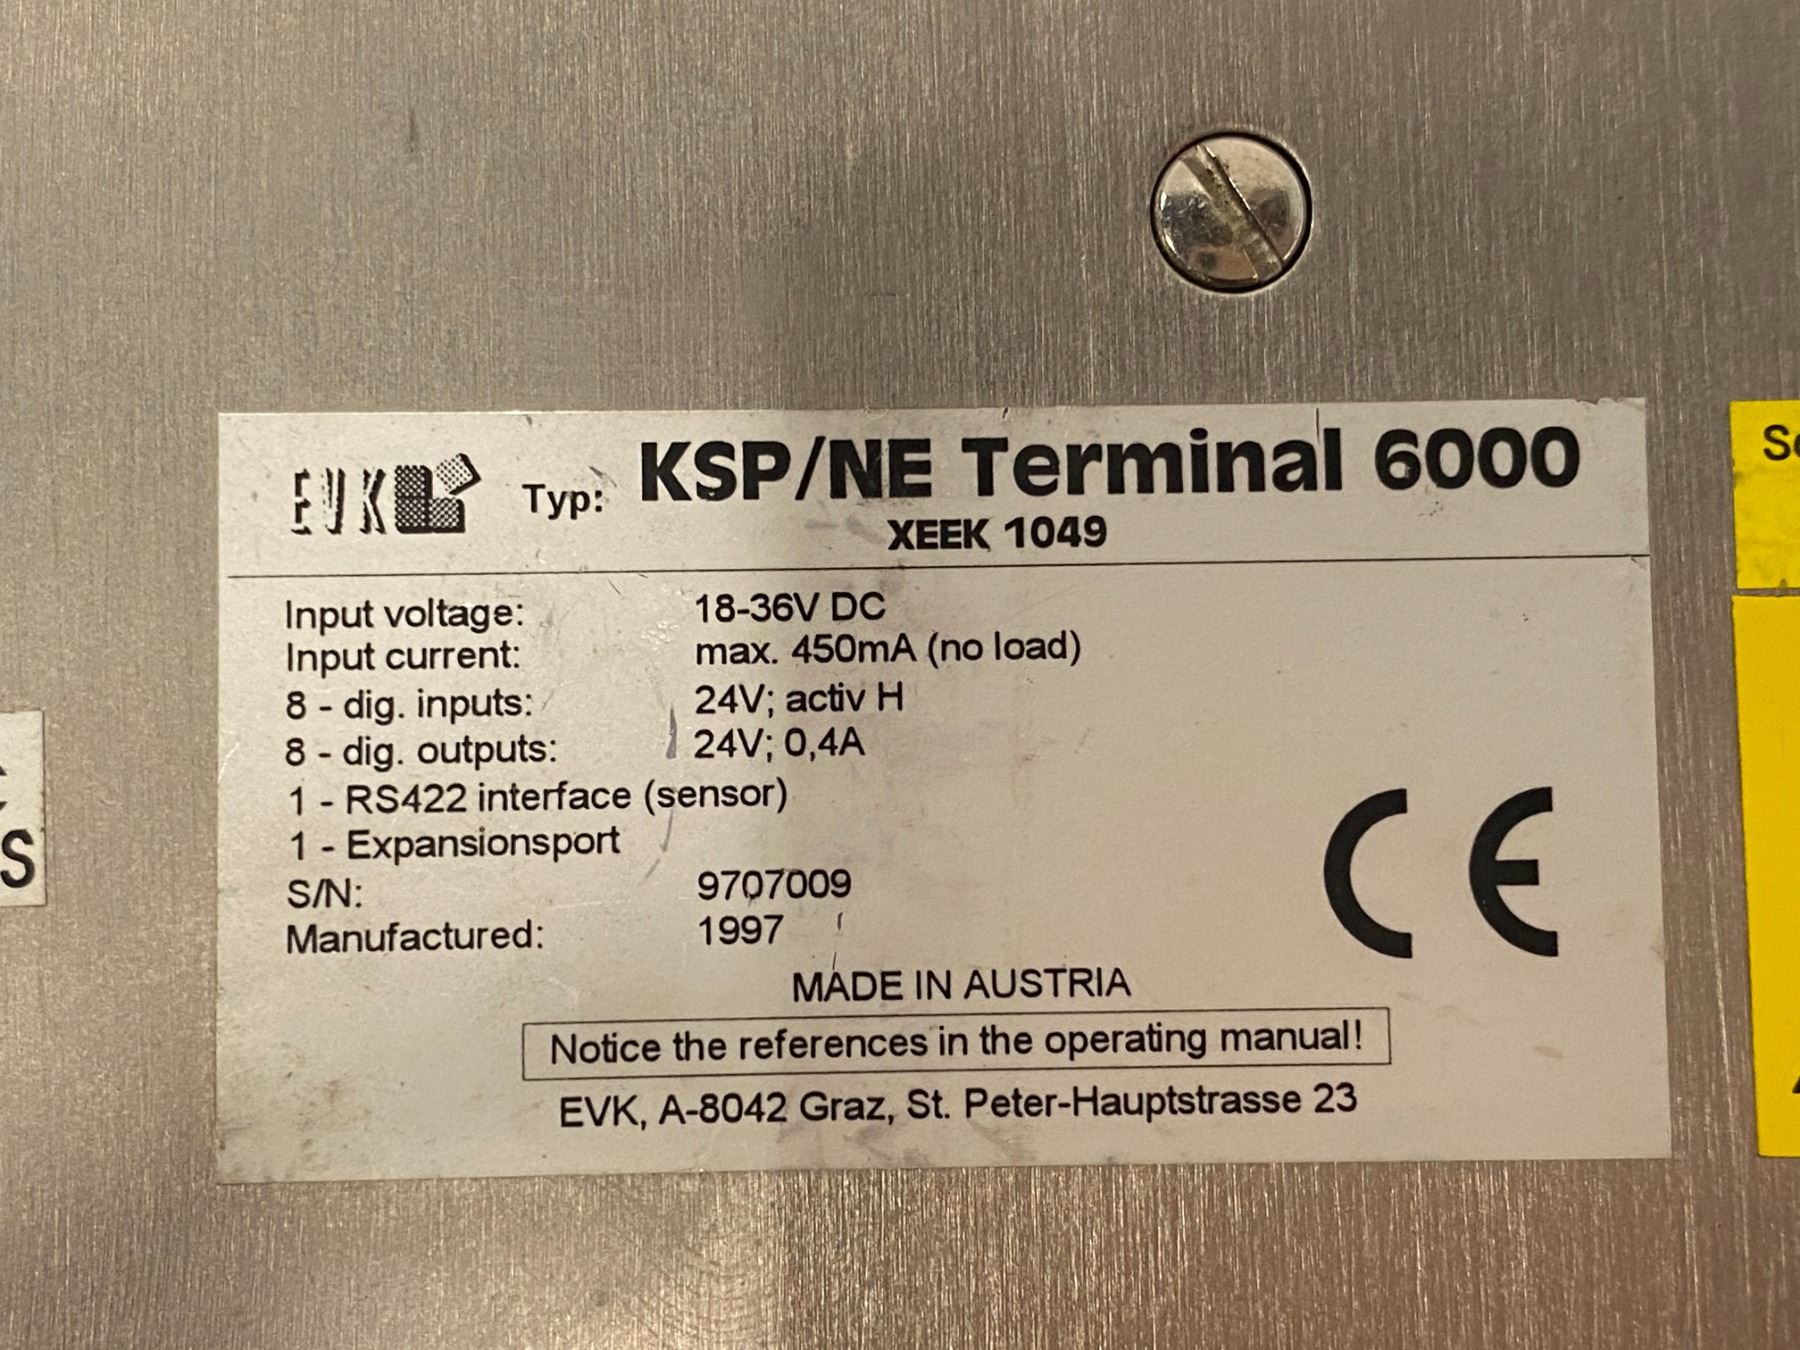 EVK Typ: KSP/NE Terminal 6000
XEEK 1049
Input voltage: 18-36V DC
Input current: max. 450mA (no load)
8 - dig. inputs: 24V; activ H
8 - dig. outputs: 24V; 0,4A
1 - RS422 interface (sensor)
1 - Expansionsport
S/N: 9707009
Manufactured: 1997
CE
MADE IN AUSTRIA
Notice the references in the operating manual!
EVK, A-8042 Graz, St. Peter-Hauptstrasse 23